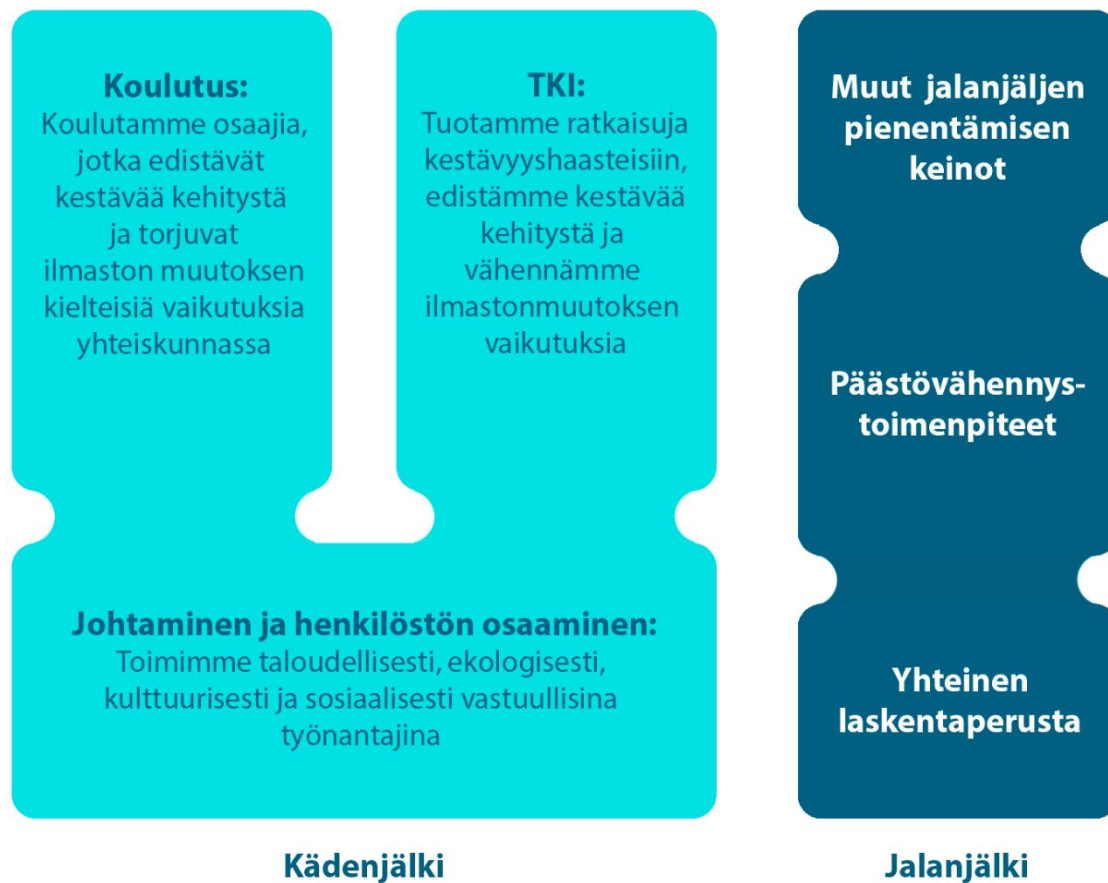 Koulutus:
Koulutamme osaajia,
jotka edistävät
kestävää kehitystä
ja torjuvat
ilmaston muutoksen
kielteisiä vaikutuksia
yhteiskunnassa
TKI:
Tuotamme ratkaisuja
kestävyyshaasteisiin,
edistämme kestävää
kehitystä ja
vähennämme
ilmastonmuutoksen
vaikutuksia
Johtaminen ja henkilöstön osaaminen:
Toimimme taloudellisesti, ekologisesti,
kulttuurisesti ja sosiaalisesti vastuullisina
työnantajina
Kädenjälki
Muut jalanjäljen
pienentämisen
keinot
Päästövähennys-
toimenpiteet
Yhteinen
laskentaperusta
Jalanjälki